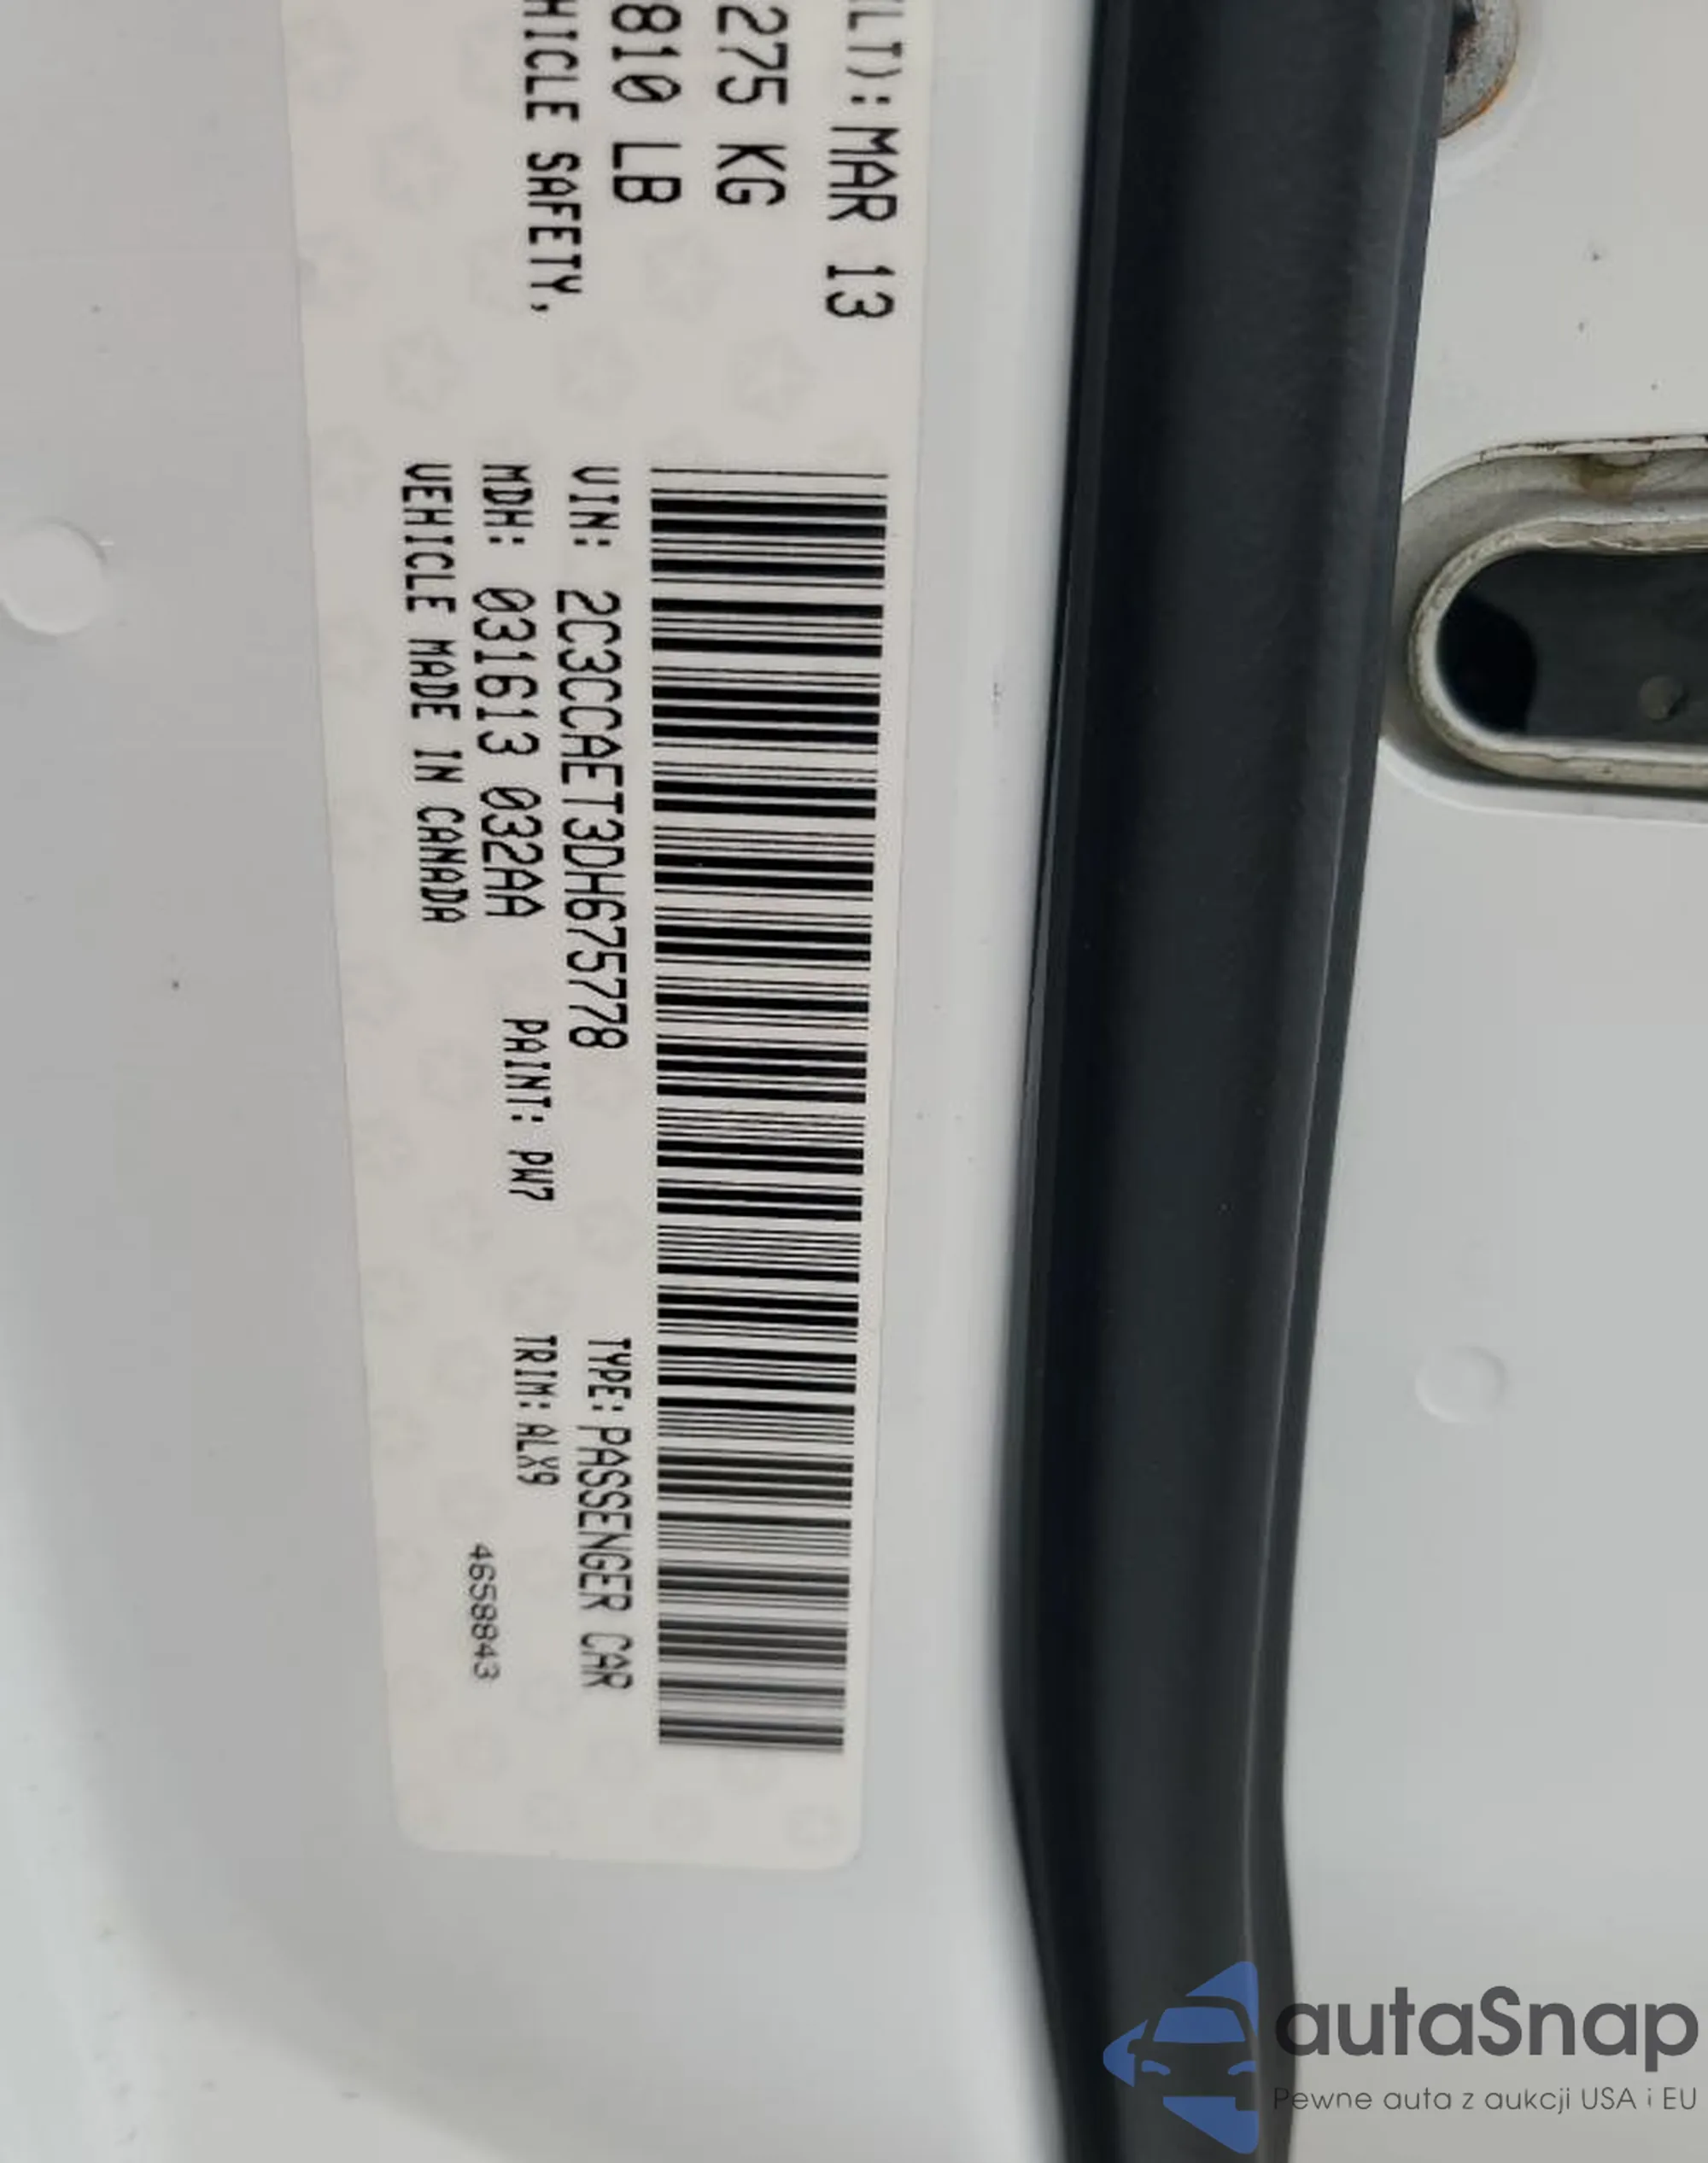 LT): MAR 13
275 KG
810 LB
HICLE SAFETY,
VIN: 2C3CCAET3DH675778
TYPE: PASSENGER CAR
MDH: 031613 032AA
PAINT: PW7
TRIM: ALX9
VEHICLE MADE IN CANADA
4658843
autaSnap
Pewne auta z aukcji USA i EU